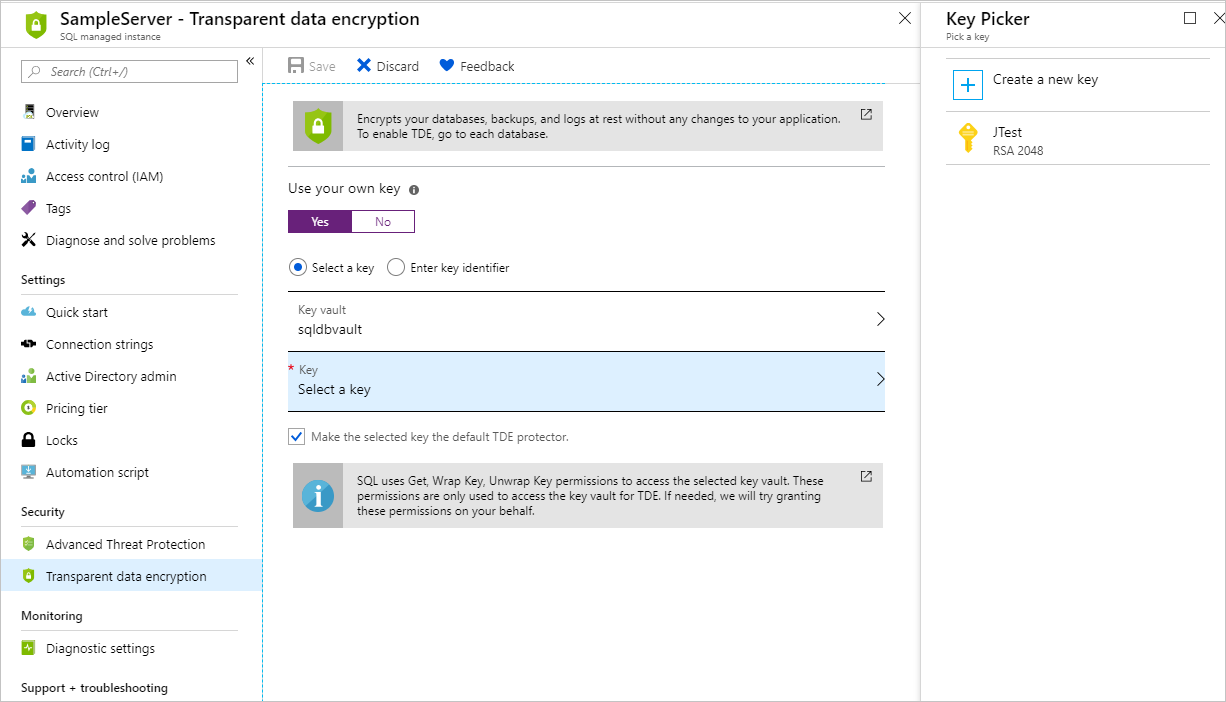 SampleServer - Transparent data encryption
SQL managed instance
Search (Ctrl+/)
Overview
Activity log
Access control (IAM)
Tags
Diagnose and solve problems
Settings
Quick start
Connection strings
Active Directory admin
Pricing tier
Locks
Automation script
Security
Advanced Threat Protection
Transparent data encryption
Monitoring
Diagnostic settings
Support + troubleshooting
Save
Discard
Feedback
Encrypts your databases, backups, and logs at rest without any changes to your application.
To enable TDE, go to each database.
Use your own key
Yes
No
Select a key
Enter key identifier
Key vault
sqldbvault
* Key
Select a key
Make the selected key the default TDE protector.
SQL uses Get, Wrap Key, Unwrap Key permissions to access the selected key vault. These
permissions are only used to access the key vault for TDE. If needed, we will try granting
these permissions on your behalf.
Key Picker
Pick a key
Create a new key
JTest
RSA 2048